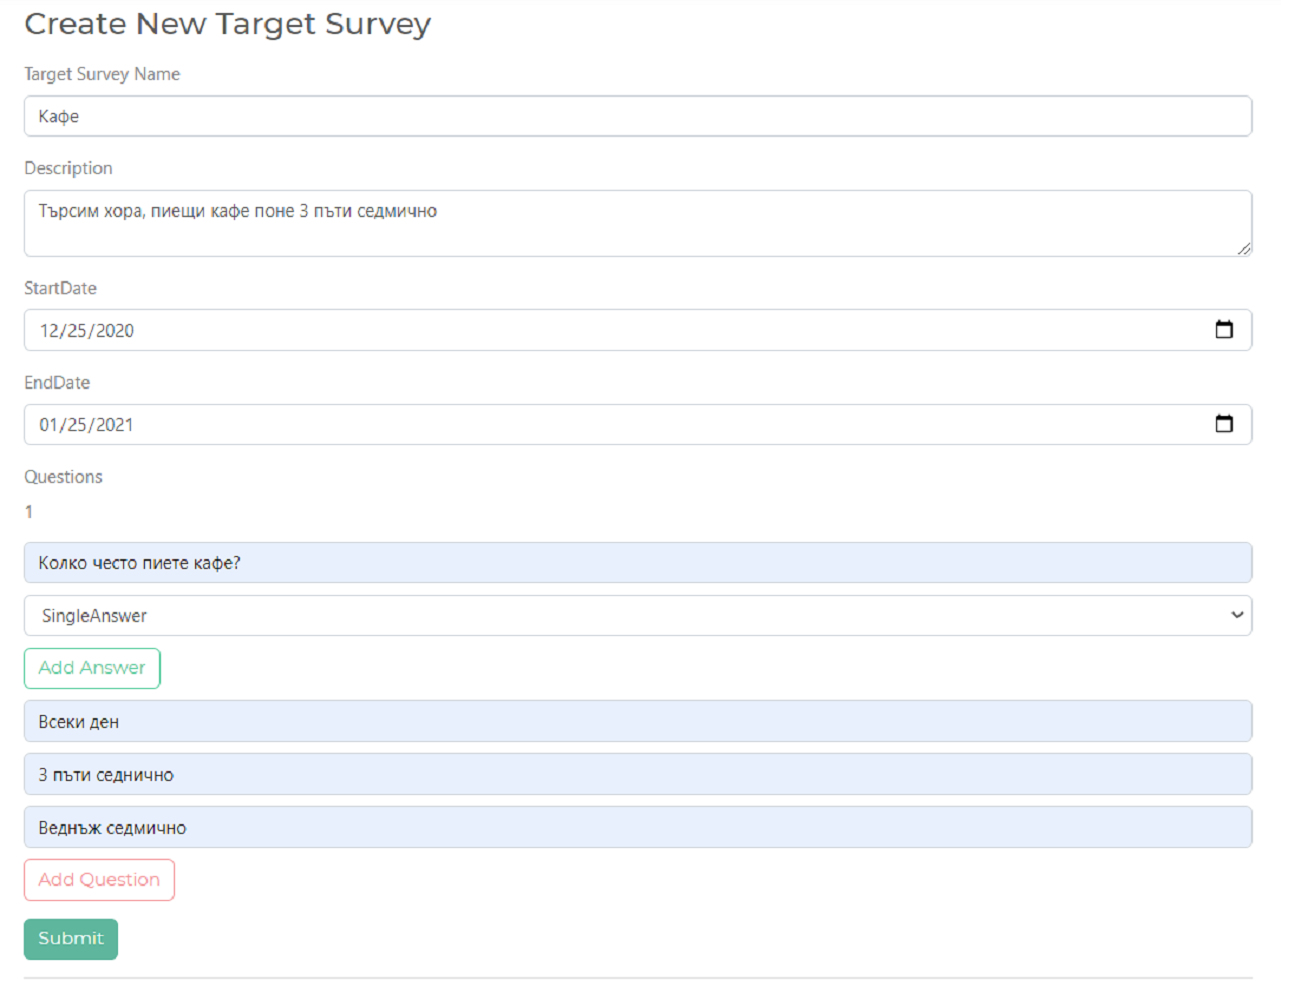 Create New Target Survey
Target Survey Name
Кафе
Description
Търсим хора, пиещи кафе поне 3 пъти седмично
StartDate
12/25/2020
EndDate
01/25/2021
Questions
1
Колко често пиете кафе?
SingleAnswer
Add Answer
Всеки ден
3 пъти седнично
Веднъж седмично
Add Question
Submit